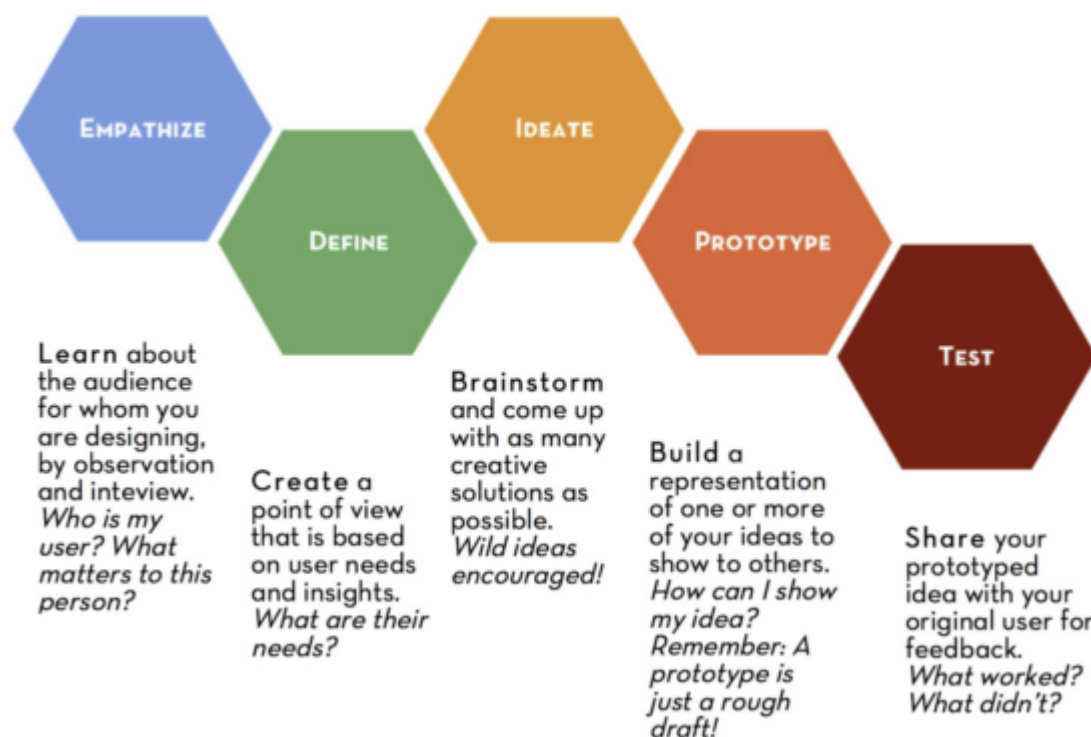 EMPATHIZE
DEFINE
IDEATE
PROTOTYPE
TEST
Learn about
the audience
for whom you
are designing,
by observation
and inteview.
Who is my
user? What
matters to this
person?
Create a
point of view
that is based
on user needs
and insights.
What are their
needs?
Brainstorm
and come up
with as many
creative
solutions as
possible.
Wild ideas
encouraged!
Build a
representation
of one or more
of your ideas to
show to others.
How can I show
my idea?
Remember: A
prototype is
just a rough
draft!
Share your
prototyped
idea with your
original user for
feedback.
What worked?
What didn't?